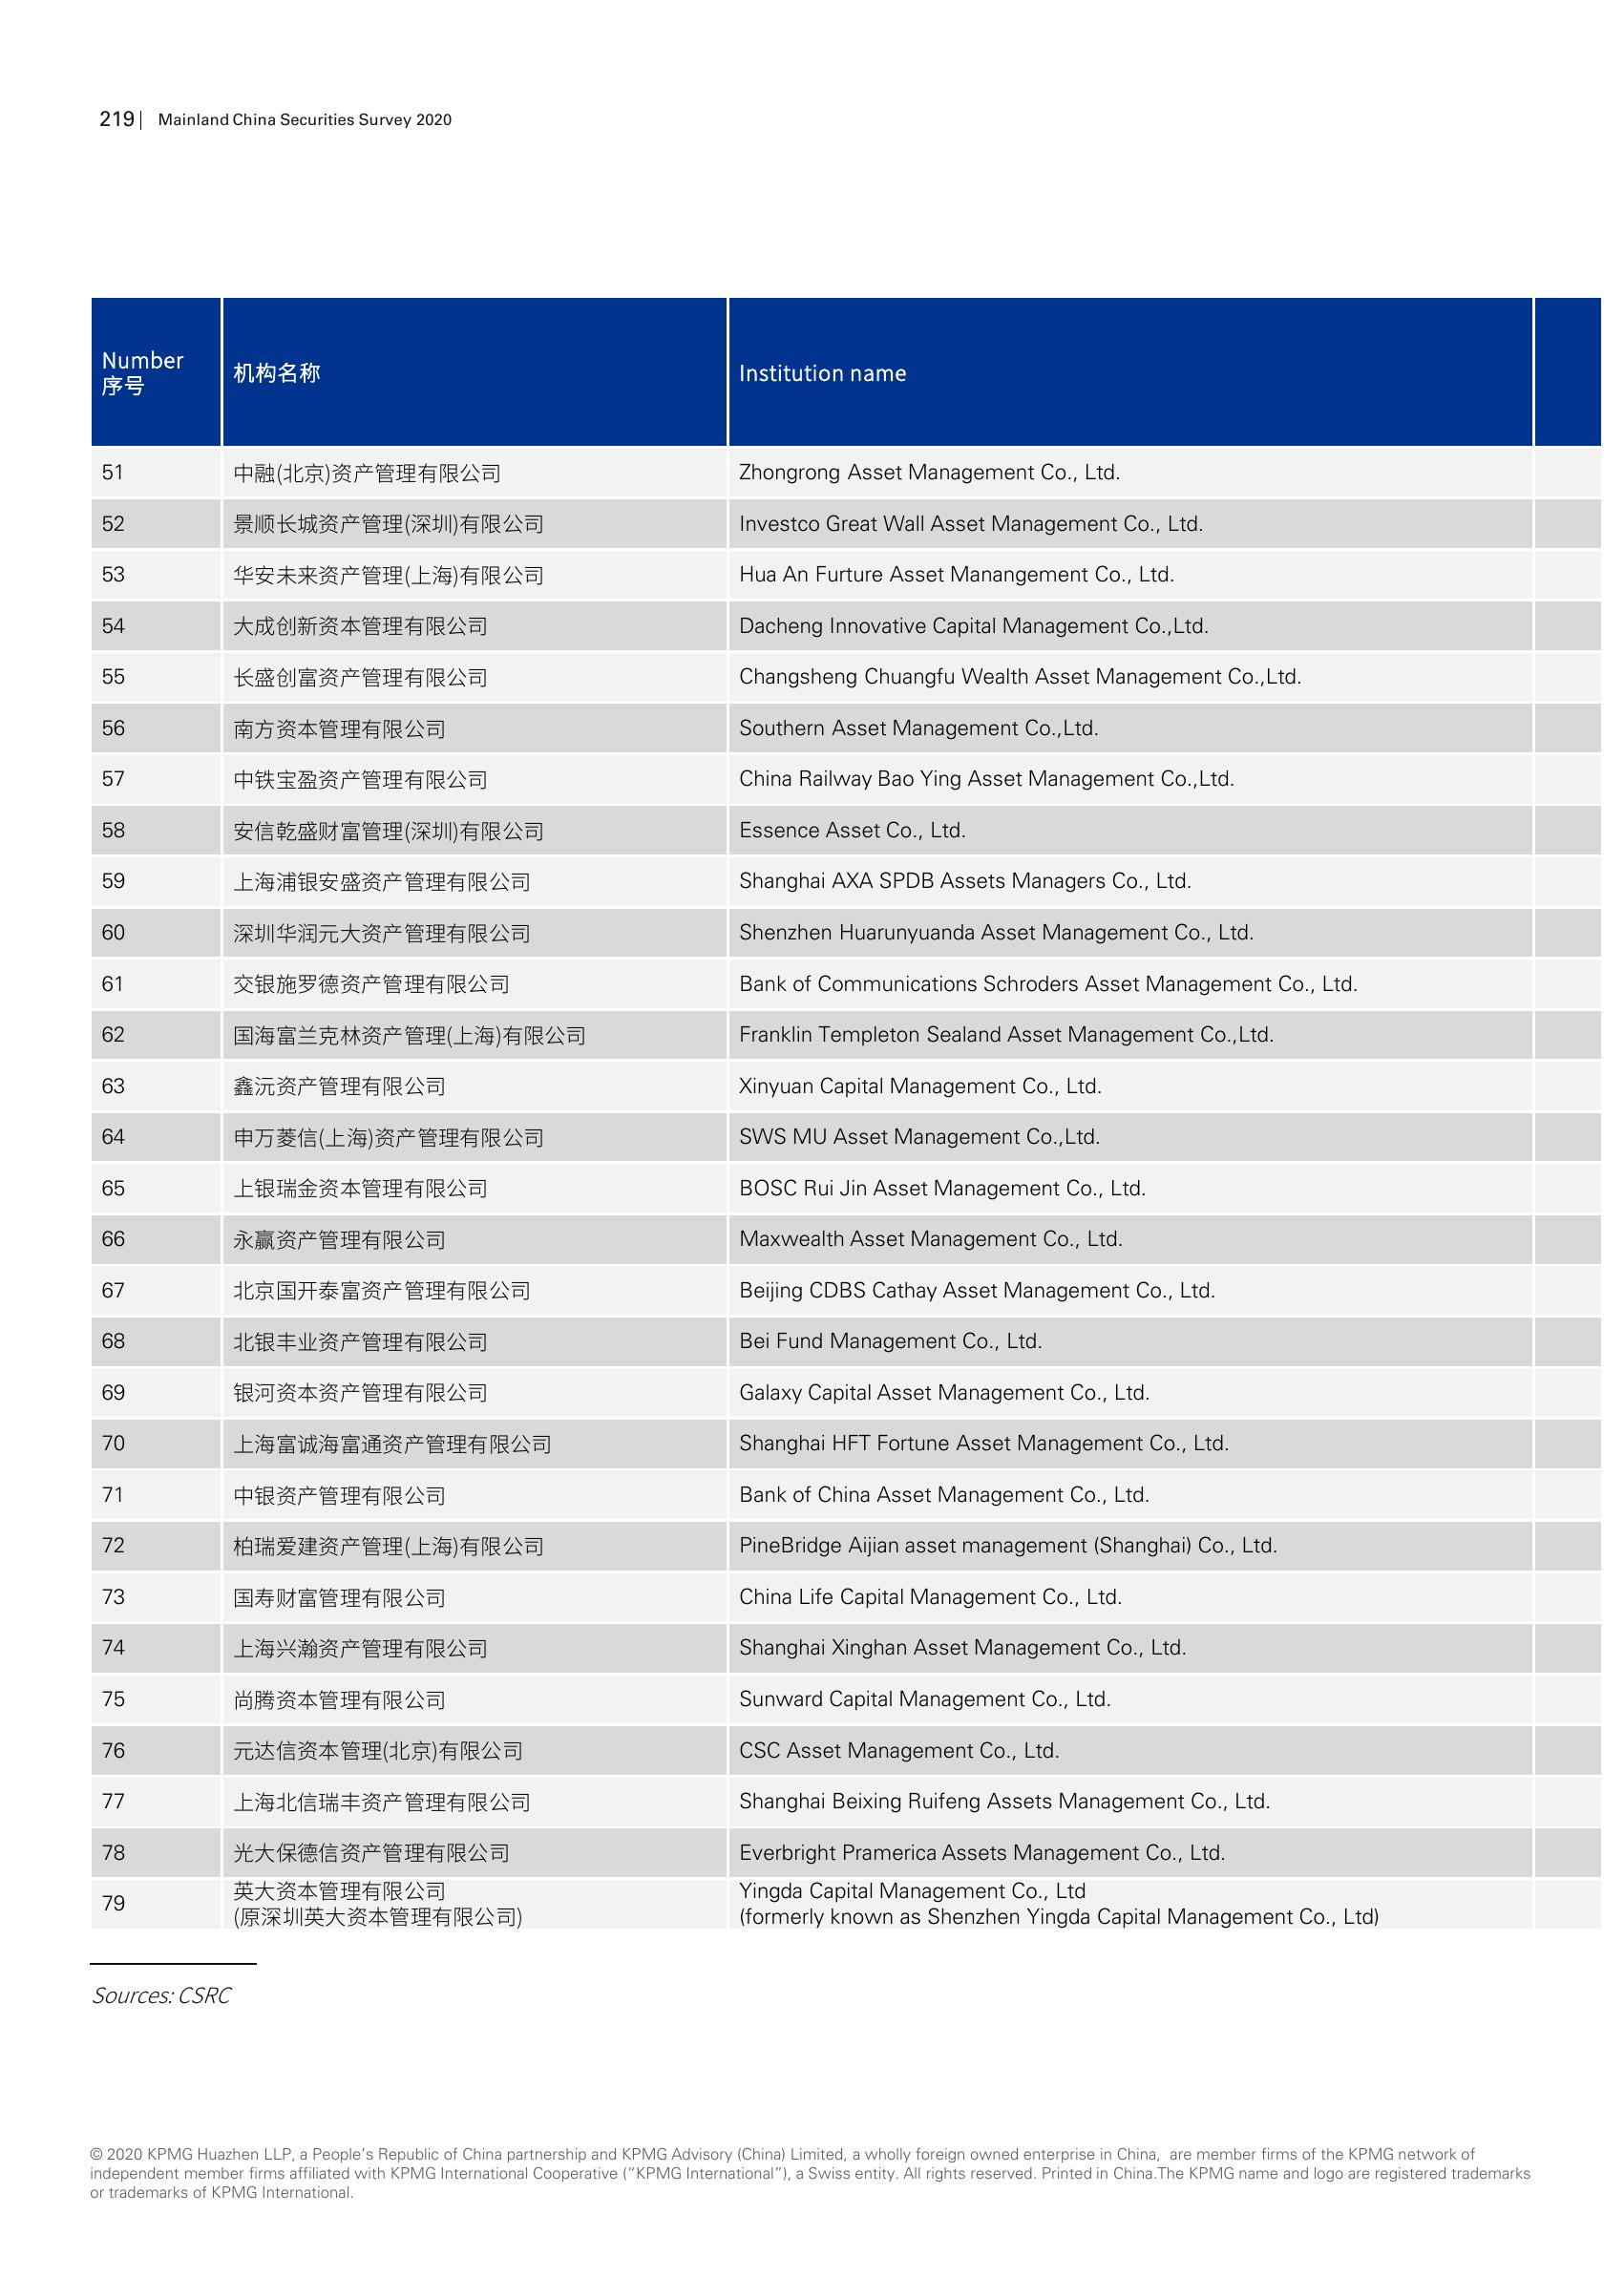 219 | Mainland China Securities Survey 2020
Number
序号
机构名称
Institution name
51 中融(北京)资产管理有限公司 Zhongrong Asset Management Co., Ltd.
52 景顺长城资产管理(深圳)有限公司 Investco Great Wall Asset Management Co., Ltd.
53 华安未来资产管理(上海)有限公司 Hua An Furture Asset Manangement Co., Ltd.
54 大成创新资本管理有限公司 Dacheng Innovative Capital Management Co.,Ltd.
55 长盛创富资产管理有限公司 Changsheng Chuangfu Wealth Asset Management Co.,Ltd.
56 南方资本管理有限公司 Southern Asset Management Co.,Ltd.
57 中铁宝盈资产管理有限公司 China Railway Bao Ying Asset Management Co.,Ltd.
58 安信乾盛财富管理(深圳)有限公司 Essence Asset Co., Ltd.
59 上海浦银安盛资产管理有限公司 Shanghai AXA SPDB Assets Managers Co., Ltd.
60 深圳华润元大资产管理有限公司 Shenzhen Huarunyuanda Asset Management Co., Ltd.
61 交银施罗德资产管理有限公司 Bank of Communications Schroders Asset Management Co., Ltd.
62 国海富兰克林资产管理(上海)有限公司 Franklin Templeton Sealand Asset Management Co.,Ltd.
63 鑫沅资产管理有限公司 Xinyuan Capital Management Co., Ltd.
64 申万菱信(上海)资产管理有限公司 SWS MU Asset Management Co.,Ltd.
65 上银瑞金资本管理有限公司 BOSC Rui Jin Asset Management Co., Ltd.
66 永赢资产管理有限公司 Maxwealth Asset Management Co., Ltd.
67 北京国开泰富资产管理有限公司 Beijing CDBS Cathay Asset Management Co., Ltd.
68 北银丰业资产管理有限公司 Bei Fund Management Co., Ltd.
69 银河资本资产管理有限公司 Galaxy Capital Asset Management Co., Ltd.
70 上海富诚海富通资产管理有限公司 Shanghai HFT Fortune Asset Management Co., Ltd.
71 中银资产管理有限公司 Bank of China Asset Management Co., Ltd.
72 柏瑞爱建资产管理(上海)有限公司 PineBridge Aijian asset management (Shanghai) Co., Ltd.
73 国寿财富管理有限公司 China Life Capital Management Co., Ltd.
74 上海兴瀚资产管理有限公司 Shanghai Xinghan Asset Management Co., Ltd.
75 尚腾资本管理有限公司 Sunward Capital Management Co., Ltd.
76 元达信资本管理(北京)有限公司 CSC Asset Management Co., Ltd.
77 上海北信瑞丰资产管理有限公司 Shanghai Beixing Ruifeng Assets Management Co., Ltd.
78 光大保德信资产管理有限公司 Everbright Pramerica Assets Management Co., Ltd.
79 英大资本管理有限公司 Yingda Capital Management Co., Ltd
(原深圳英大资本管理有限公司) (formerly known as Shenzhen Yingda Capital Management Co., Ltd)
Sources: CSRC
© 2020 KPMG Huazhen LLP, a People’s Republic of China partnership and KPMG Advisory (China) Limited, a wholly foreign owned enterprise in China, are member firms of the KPMG network of
independent member firms affiliated with KPMG International Cooperative (“KPMG International”), a Swiss entity. All rights reserved. Printed in China.The KPMG name and logo are registered trademarks
or trademarks of KPMG International.